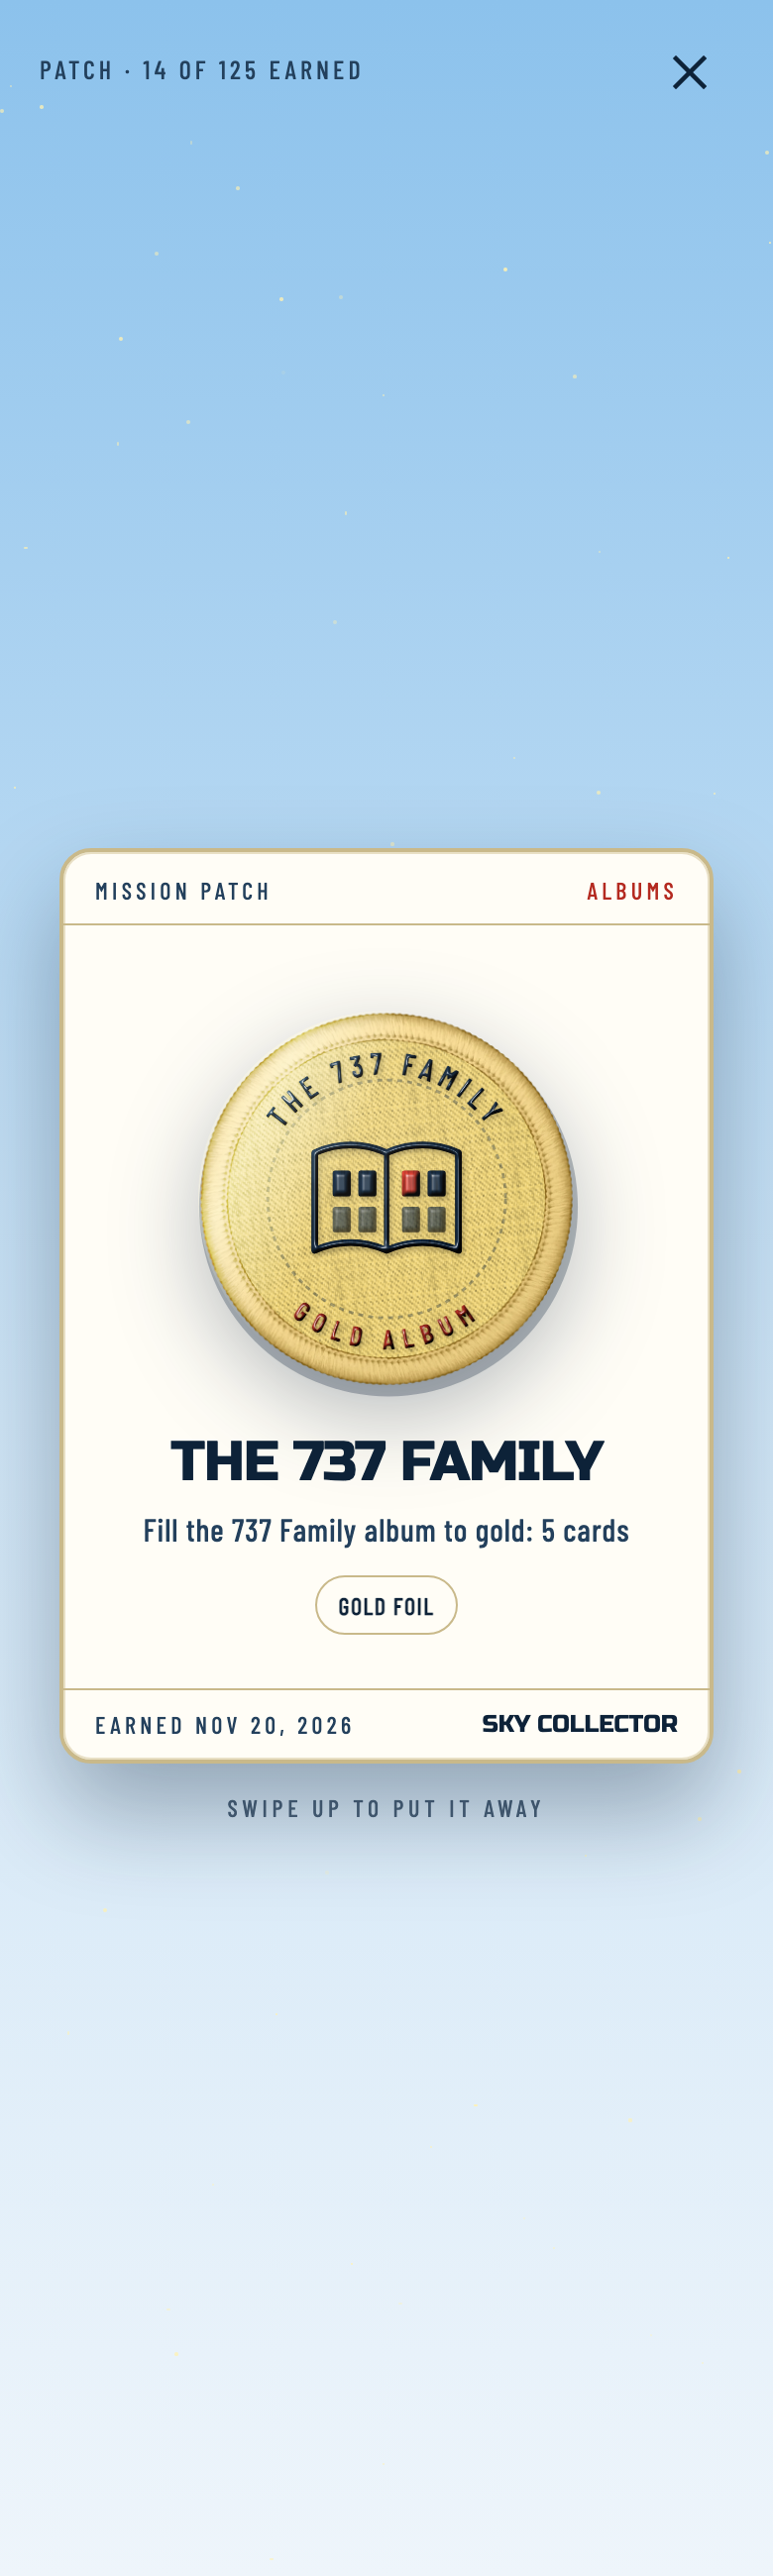 PATCH · 14 OF 125 EARNED
MISSION PATCH
ALBUMS
THE 737 FAMILY
GOLD ALBUM
THE 737 FAMILY
Fill the 737 Family album to gold: 5 cards
GOLD FOIL
EARNED NOV 20, 2026
SKY COLLECTOR
SWIPE UP TO PUT IT AWAY